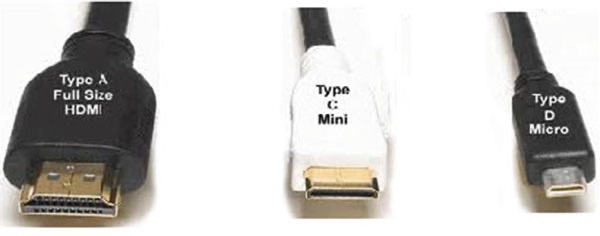 Type A
Full Size
HDMI
Type
C
Mini
Type
D
Micro